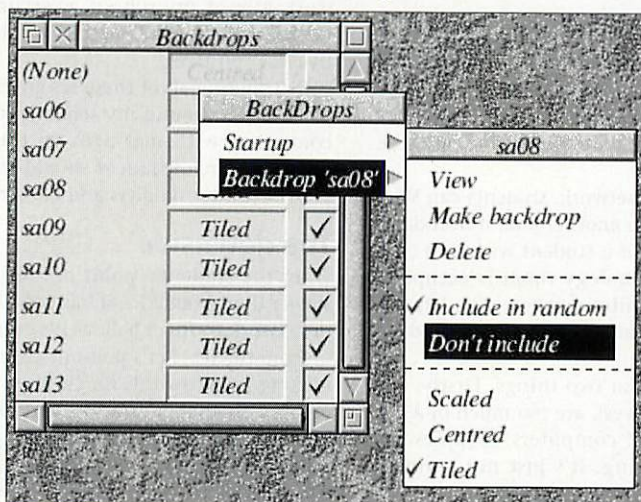 Backdrops
(None)
Centred
sa06
sa07
sa08
sa09 Tiled
sa10 Tiled
sa11 Tiled
sa12 Tiled
sa13 Tiled
BackDrops
Startup
Backdrop 'sa08'
sa08
View
Make backdrop
Delete
Include in random
Don't include
Scaled
Centred
Tiled